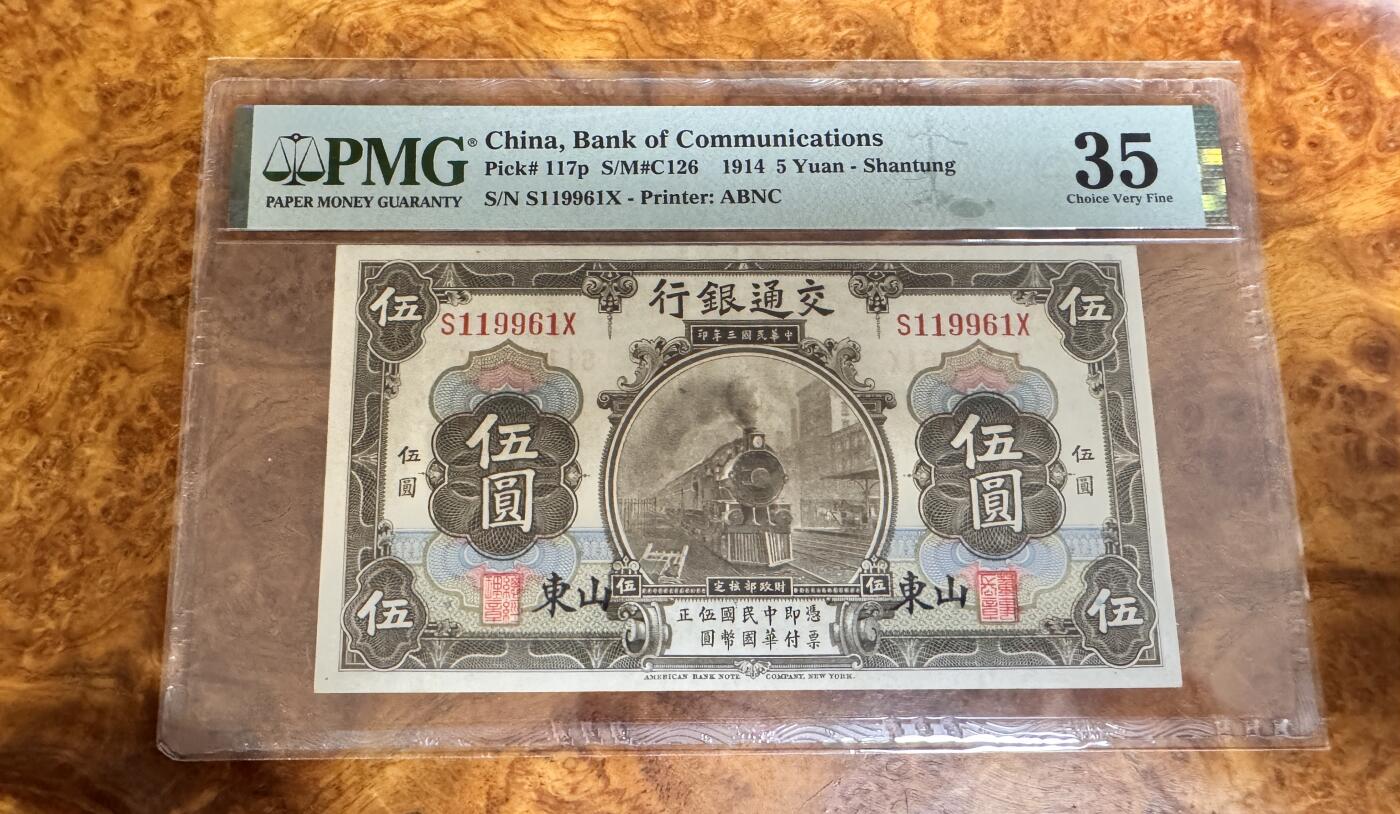 PMG®
PAPER MONEY GUARANTY
China, Bank of Communications
Pick# 117p S/M#C126 1914 5 Yuan - Shantung
S/N S119961X - Printer: ABNC
35
Choice Very Fine
伍
交通銀行
伍
S119961X
S119961X
中華民國三年印
伍圓
伍圓
伍圓
伍圓
山東
伍
財政部核定
伍
山東
伍
憑票即付中華民國國幣伍圓正
伍
AMERICAN BANK NOTE COMPANY, NEW YORK.